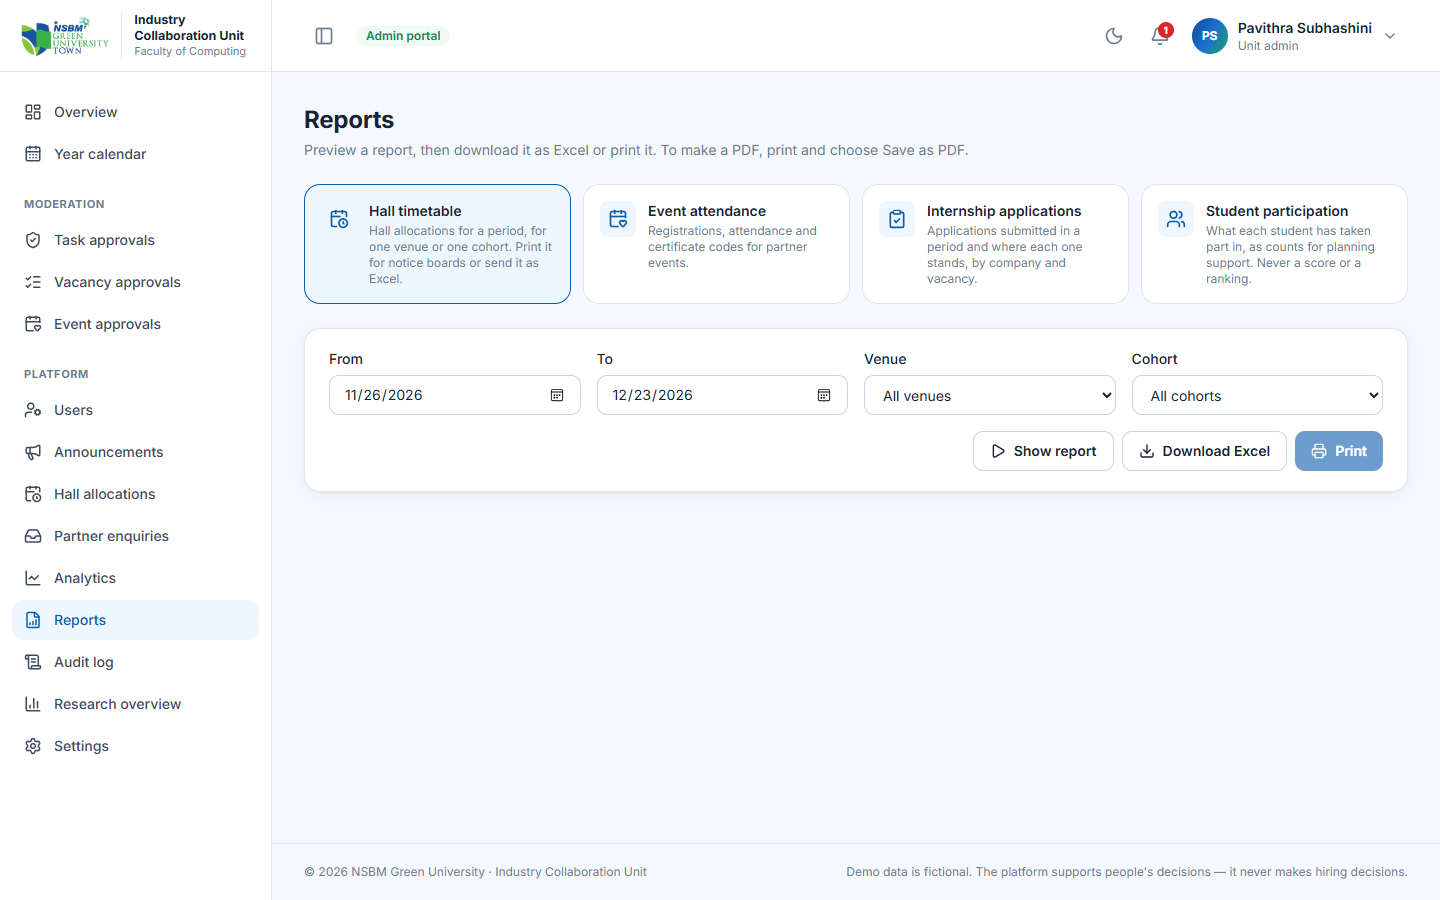 NSBM
GREEN
UNIVERSITY
TOWN
Industry
Collaboration Unit
Faculty of Computing
Admin portal
1
PS
Pavithra Subhashini
Unit admin
Overview
Year calendar
MODERATION
Task approvals
Vacancy approvals
Event approvals
PLATFORM
Users
Announcements
Hall allocations
Partner enquiries
Analytics
Reports
Audit log
Research overview
Settings
Reports
Preview a report, then download it as Excel or print it. To make a PDF, print and choose Save as PDF.
Hall timetable
Hall allocations for a period, for
one venue or one cohort. Print it
for notice boards or send it as
Excel.
Event attendance
Registrations, attendance and
certificate codes for partner
events.
Internship applications
Applications submitted in a
period and where each one
stands, by company and
vacancy.
Student participation
What each student has taken
part in, as counts for planning
support. Never a score or a
ranking.
From
11/26/2026
To
12/23/2026
Venue
All venues
Cohort
All cohorts
Show report
Download Excel
Print
© 2026 NSBM Green University · Industry Collaboration Unit
Demo data is fictional. The platform supports people's decisions — it never makes hiring decisions.